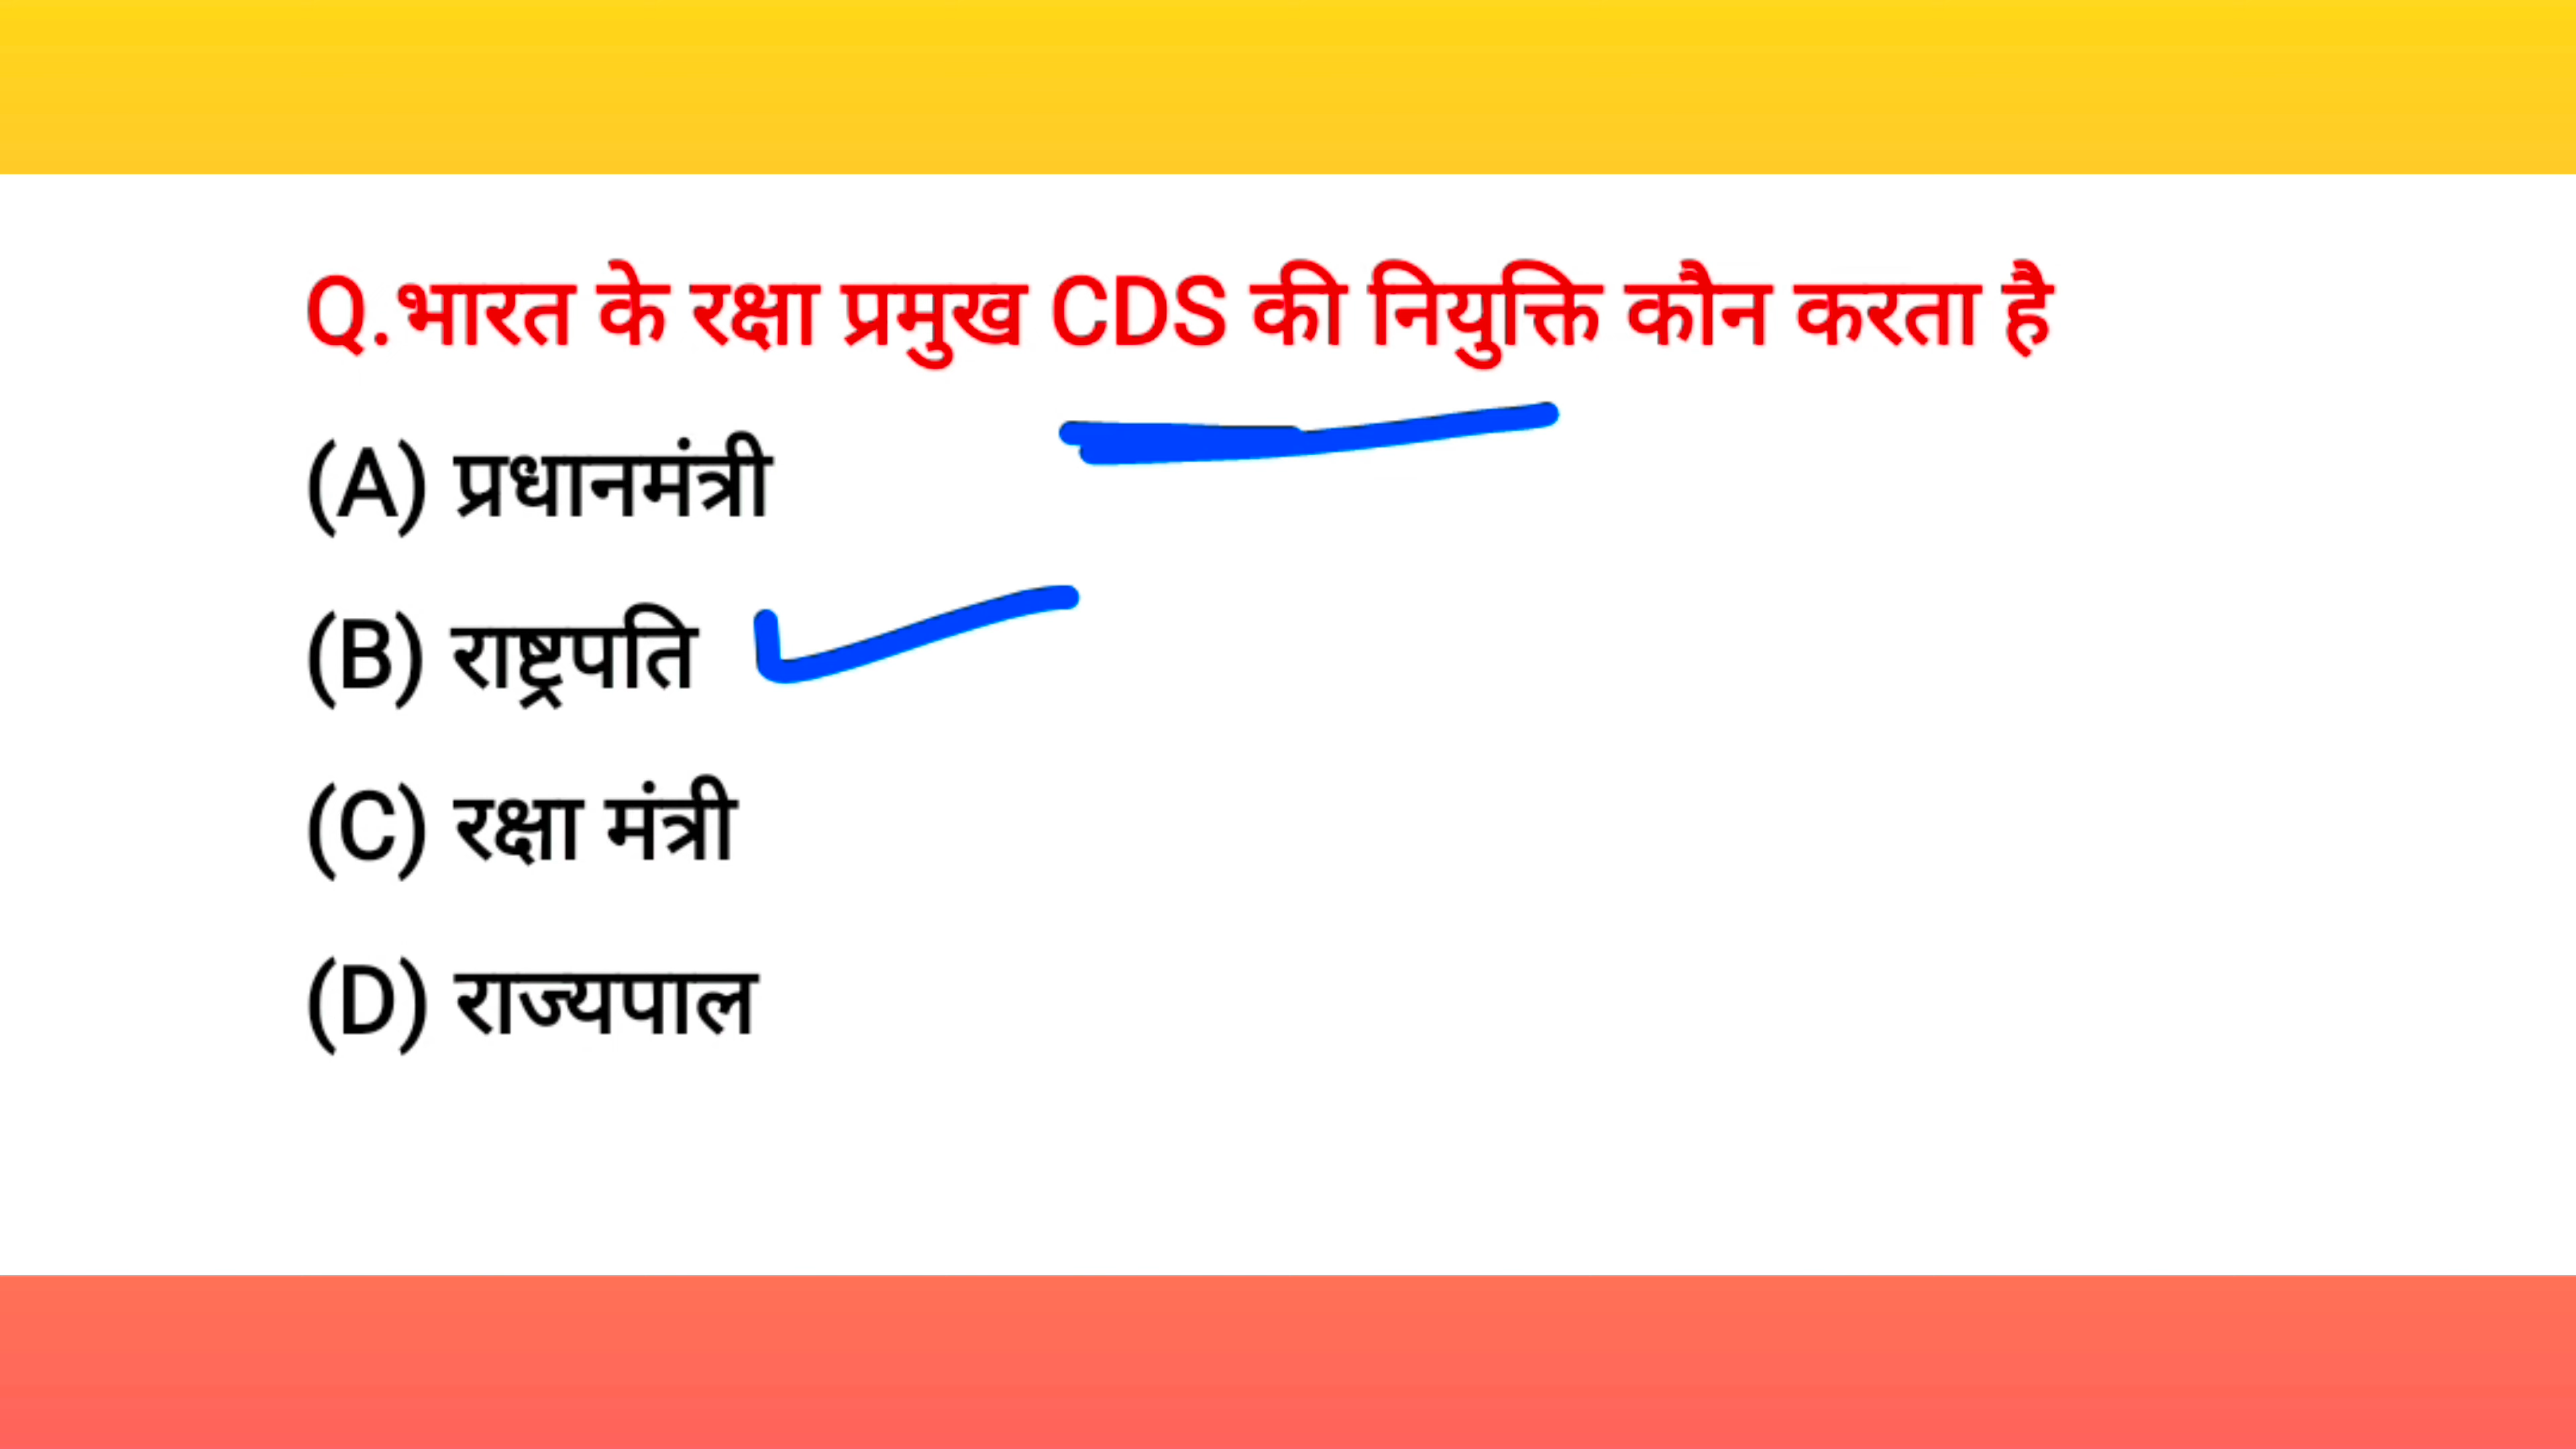 Q.भारत के रक्षा प्रमुख CDS की नियुक्ति कौन करता है
(A) प्रधानमंत्री
(B) राष्ट्रपति
(C) रक्षा मंत्री
(D) राज्यपाल